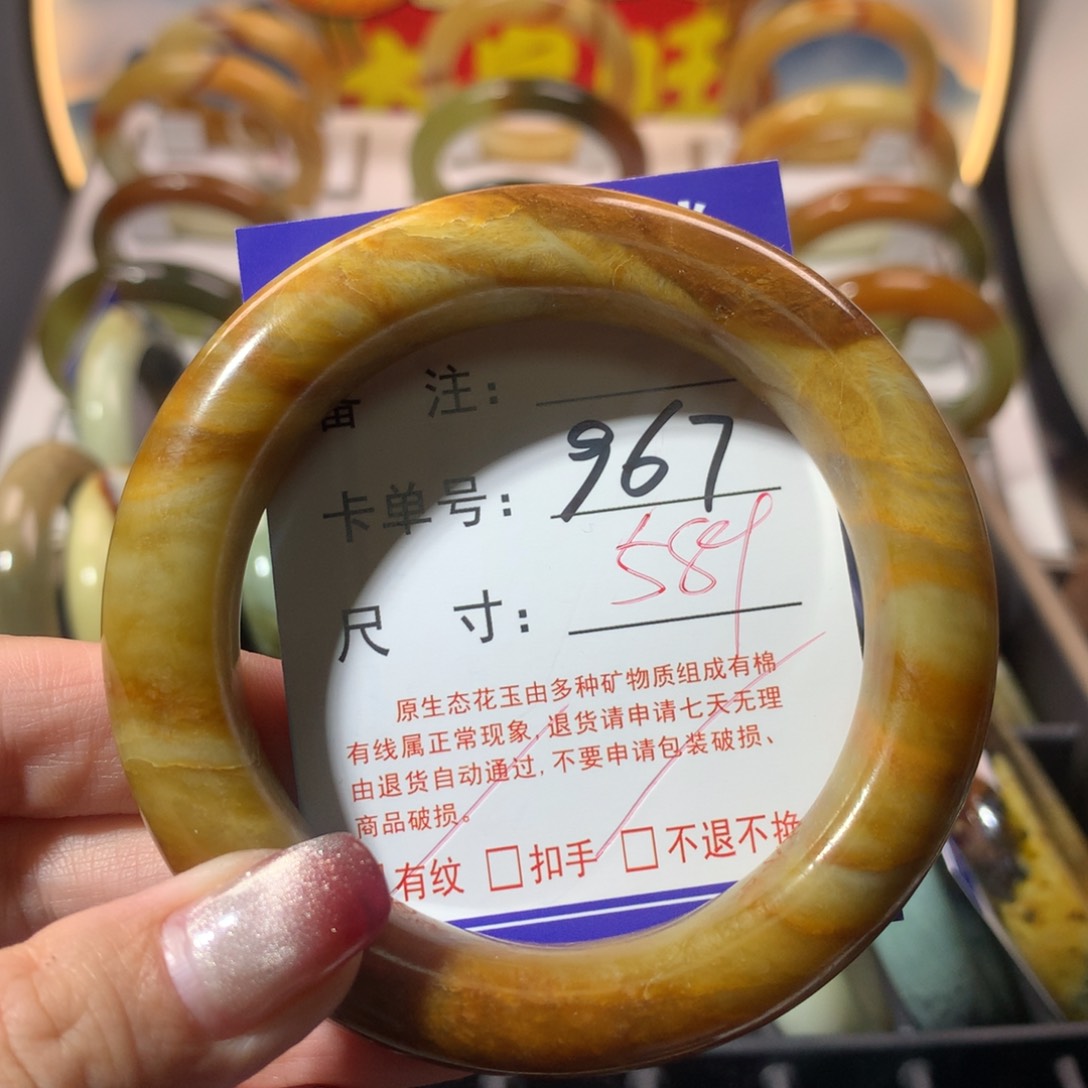 备 注：
卡单号：967
尺 寸：589
原生态花玉由多种矿物质组成有棉
有线属正常现象，退货请申请七天无理
由退货自动通过，不要申请包装破损、
商品破损。
有纹 □扣手 □不退不换